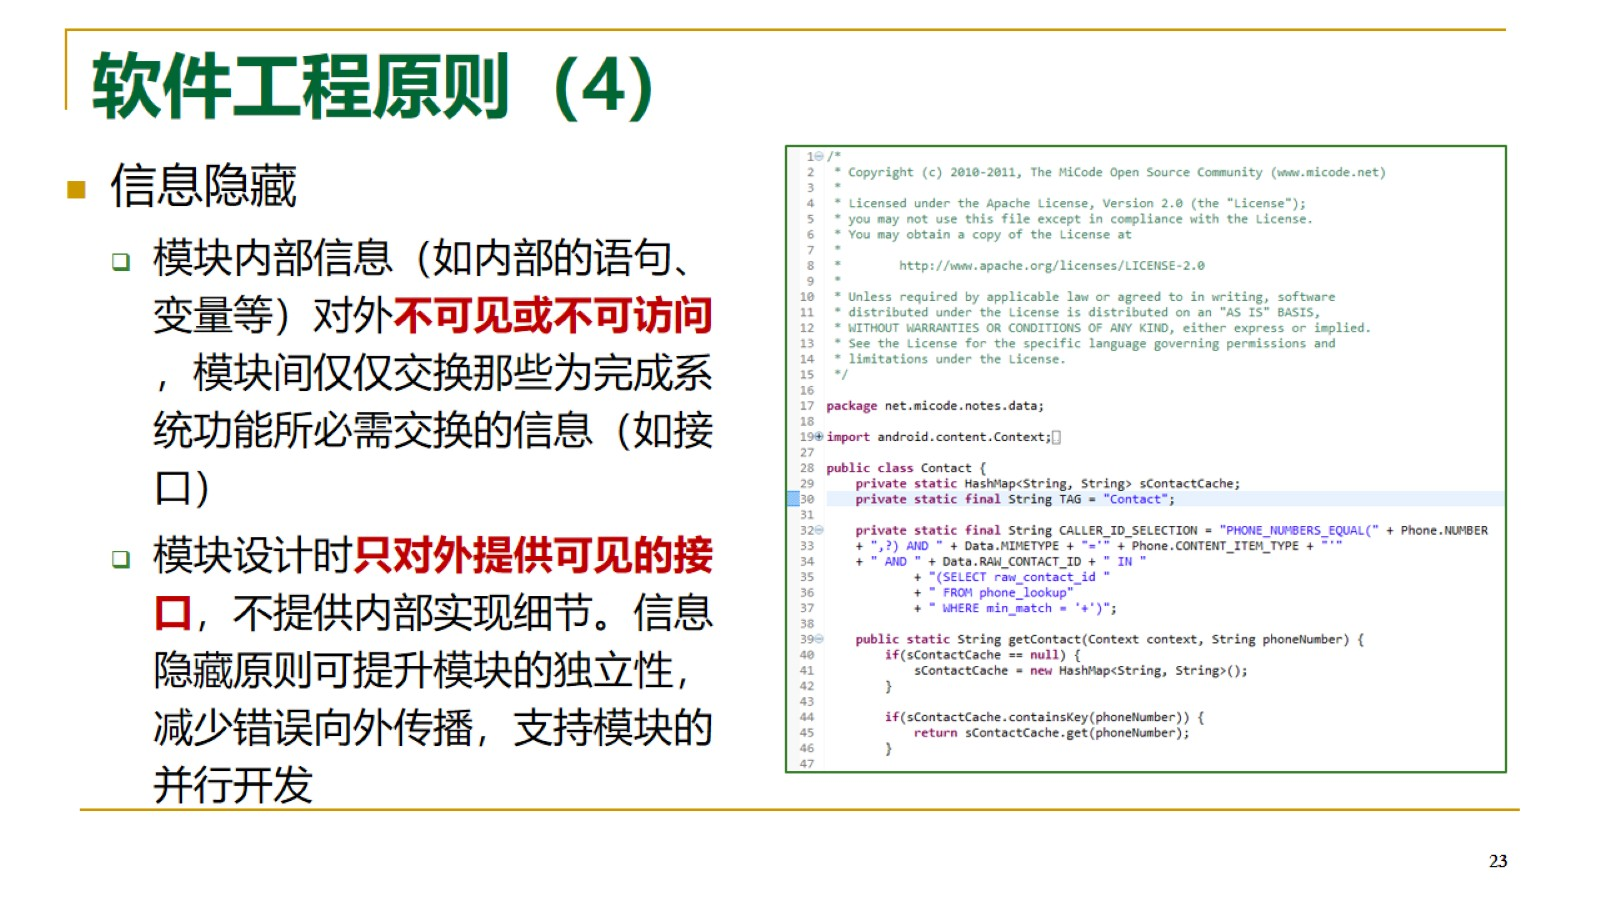 软件工程原则（4）
信息隐藏
模块内部信息（如内部的语句、
变量等）对外不可见或不可访问
，模块间仅仅交换那些为完成系
统功能所必需交换的信息（如接
口）
模块设计时只对外提供可见的接
口，不提供内部实现细节。信息
隐藏原则可提升模块的独立性，
减少错误向外传播，支持模块的
并行开发
1 /*
2 * Copyright (c) 2010-2011, The MiCode Open Source Community (www.micode.net)
3 *
4 * Licensed under the Apache License, Version 2.0 (the "License");
5 * you may not use this file except in compliance with the License.
6 * You may obtain a copy of the License at
7 *
8 * http://www.apache.org/licenses/LICENSE-2.0
9 *
10 * Unless required by applicable law or agreed to in writing, software
11 * distributed under the License is distributed on an "AS IS" BASIS,
12 * WITHOUT WARRANTIES OR CONDITIONS OF ANY KIND, either express or implied.
13 * See the License for the specific language governing permissions and
14 * limitations under the License.
15 */
16
17 package net.micode.notes.data;
18
19 import android.content.Context;
27
28 public class Contact {
29 private static HashMap<String, String> sContactCache;
30 private static final String TAG = "Contact";
31
32 private static final String CALLER_ID_SELECTION = "PHONE_NUMBERS_EQUAL(" + Phone.NUMBER
33 + ",?) AND " + Data.MIMETYPE + "='" + Phone.CONTENT_ITEM_TYPE + "'"
34 + " AND " + Data.RAW_CONTACT_ID + " IN "
35 + "(SELECT raw_contact_id "
36 + " FROM phone_lookup"
37 + " WHERE min_match = '+')";
38
39 public static String getContact(Context context, String phoneNumber) {
40 if(sContactCache == null) {
41 sContactCache = new HashMap<String, String>();
42 }
43
44 if(sContactCache.containsKey(phoneNumber)) {
45 return sContactCache.get(phoneNumber);
46 }
47
23